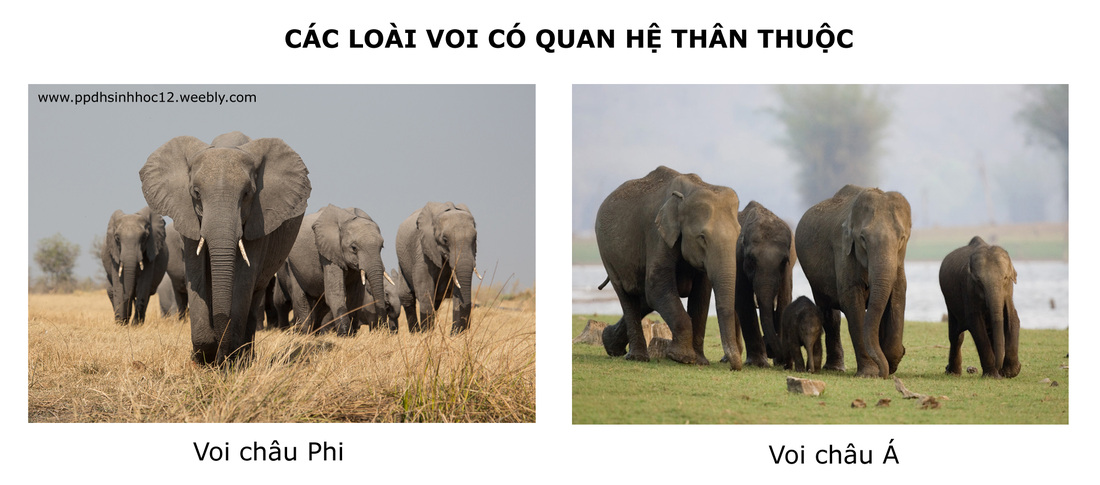 CÁC LOÀI VOI CÓ QUAN HỆ THÂN THUỘC
www.ppdhsinhhoc12.weebly.com
Voi châu Phi
Voi châu Á